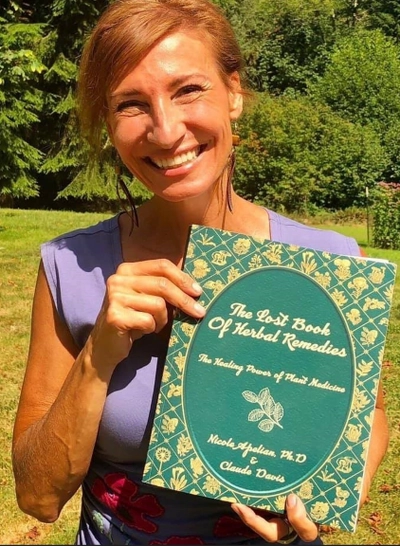 The Lost Book
Of Herbal Remedies
The Healing Power of Plant Medicine
Nicole Apelian, Ph.D
&
Claude Davis